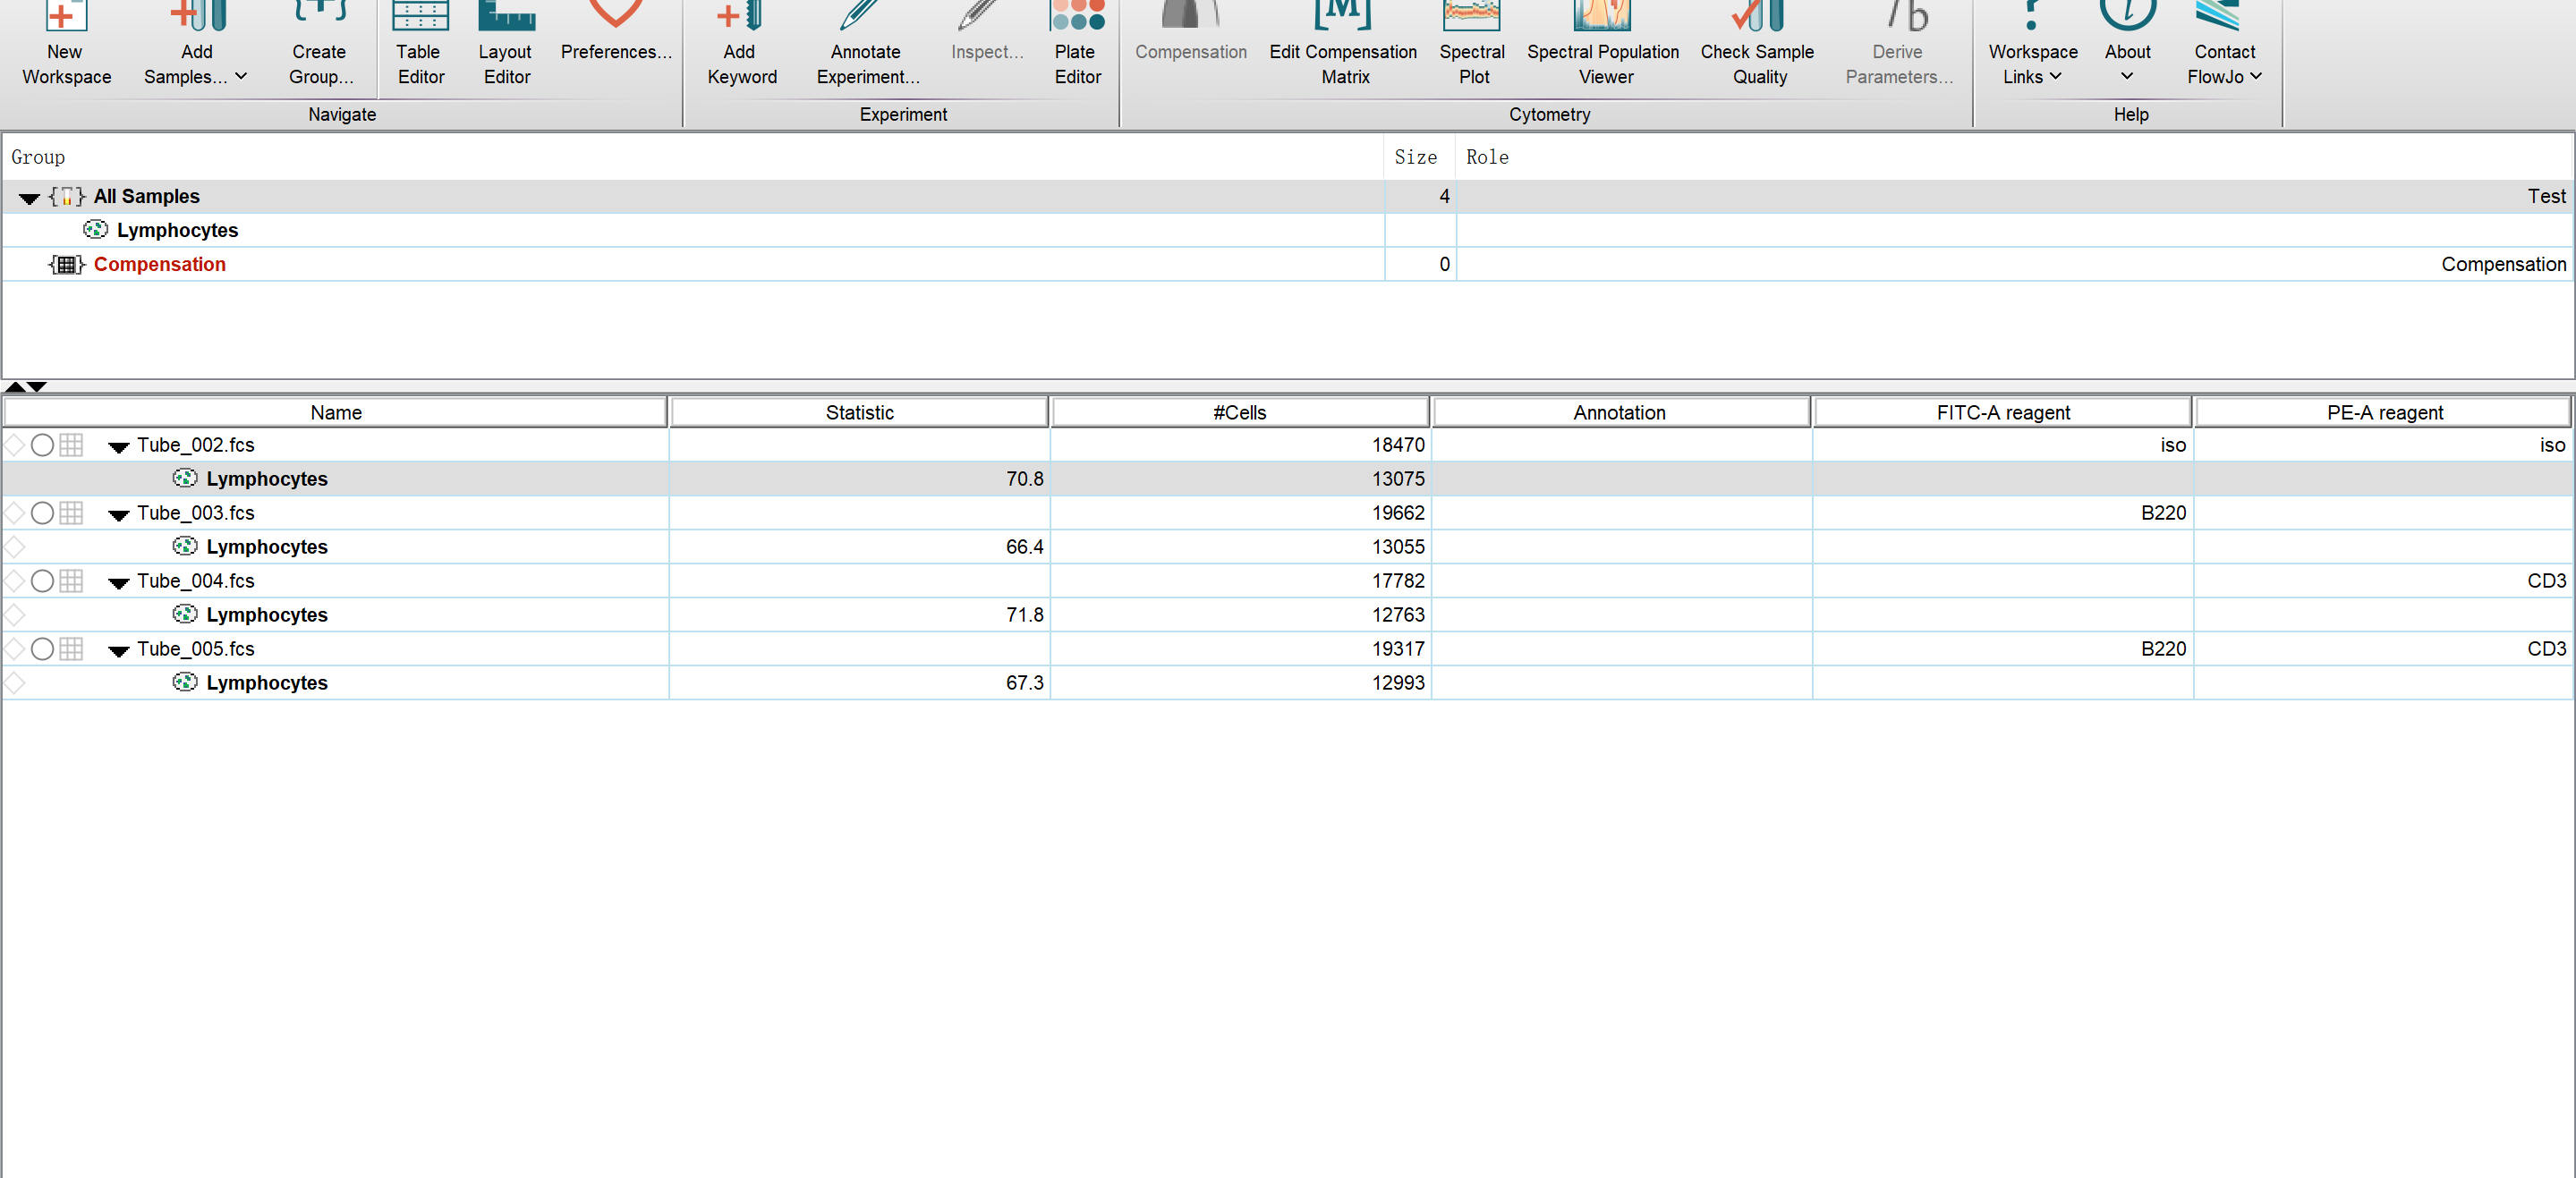 New Workspace
Add Samples...
Create Group...
Table Editor
Layout Editor
Preferences...
Add Keyword
Annotate Experiment...
Inspect...
Plate Editor
Compensation
Edit Compensation Matrix
Spectral Plot
Spectral Population Viewer
Check Sample Quality
Derive Parameters...
Workspace Links
About
Contact FlowJo
Navigate
Experiment
Cytometry
Help
Group Size Role
All Samples 4 Test
Lymphocytes
Compensation 0 Compensation
Name Statistic #Cells Annotation FITC-A reagent PE-A reagent
Tube_002.fcs 18470 iso iso
Lymphocytes 70.8 13075
Tube_003.fcs 19662 B220
Lymphocytes 66.4 13055
Tube_004.fcs 17782 CD3
Lymphocytes 71.8 12763
Tube_005.fcs 19317 B220 CD3
Lymphocytes 67.3 12993